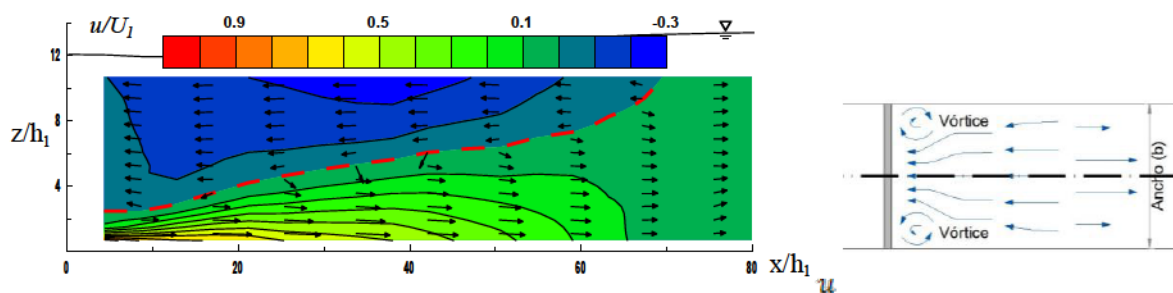 u/U1
0.9 0.5 0.1 -0.3
12
z/h1
8
4
0 20 40 60 80
x/h1
u
Vórtice
Vórtice
Ancho (b)